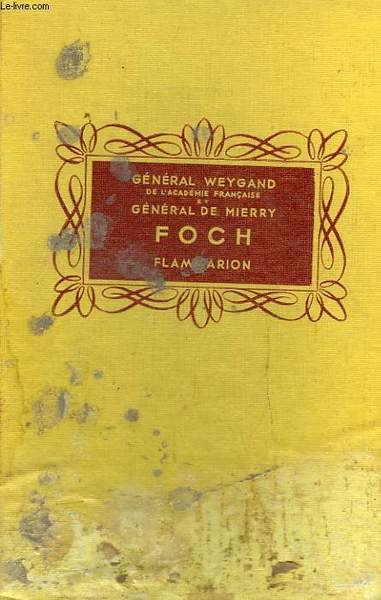 Le-livre.com
GÉNÉRAL WEYGAND
DE L'ACADÉMIE FRANÇAISE
ET
GÉNÉRAL DE MIERRY
FOCH
FLAMMARION